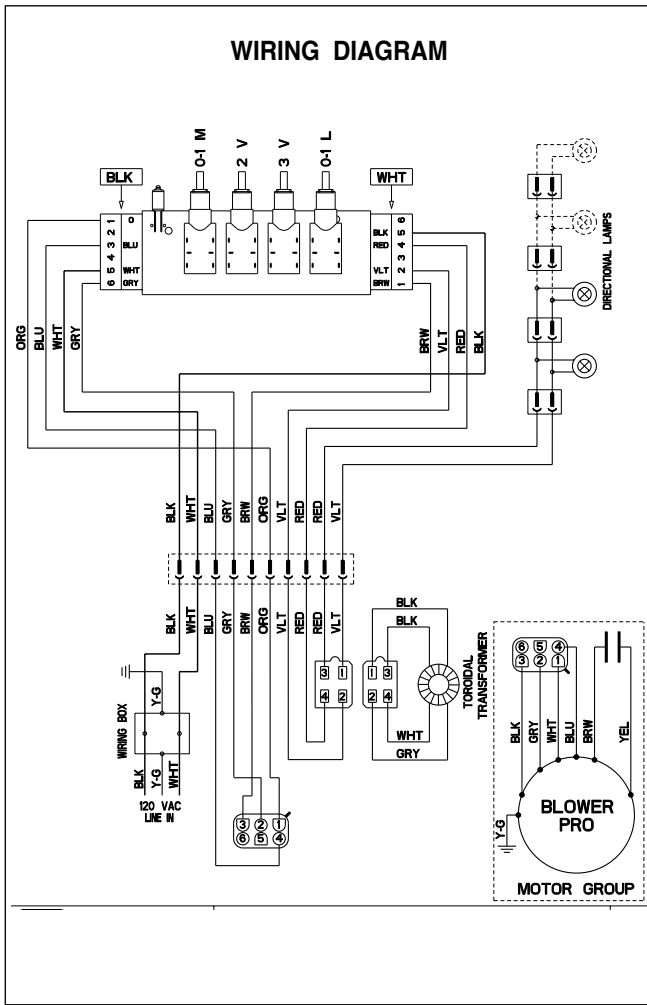 WIRING DIAGRAM
0-1 M
2 V
3 V
0-1 L
BLK
WHT
1 O
2
3 BLU
4
5 WHT
6 GRY
6
BLK 5
RED 4
3
VLT 2
BRW 1
DIRECTIONAL LAMPS
ORG
BLU
WHT
GRY
BRW
VLT
RED
BLK
BLK
WHT
BLU
GRY
BRW
ORG
VLT
RED
RED
VLT
BLK
WHT
BLU
GRY
BRW
ORG
VLT
RED
RED
VLT
Y-G
WIRING BOX
BLK
Y-G
WHT
120 VAC
LINE IN
3 2 1
6 5 4
3 1
4 2
BLK
BLK
1 3
2 4
WHT
GRY
TOROIDAL
TRANSFORMER
6 5 4
3 2 1
BLK
GRY
WHT
BLU
BRW
YEL
BLOWER
PRO
Y-G
MOTOR GROUP